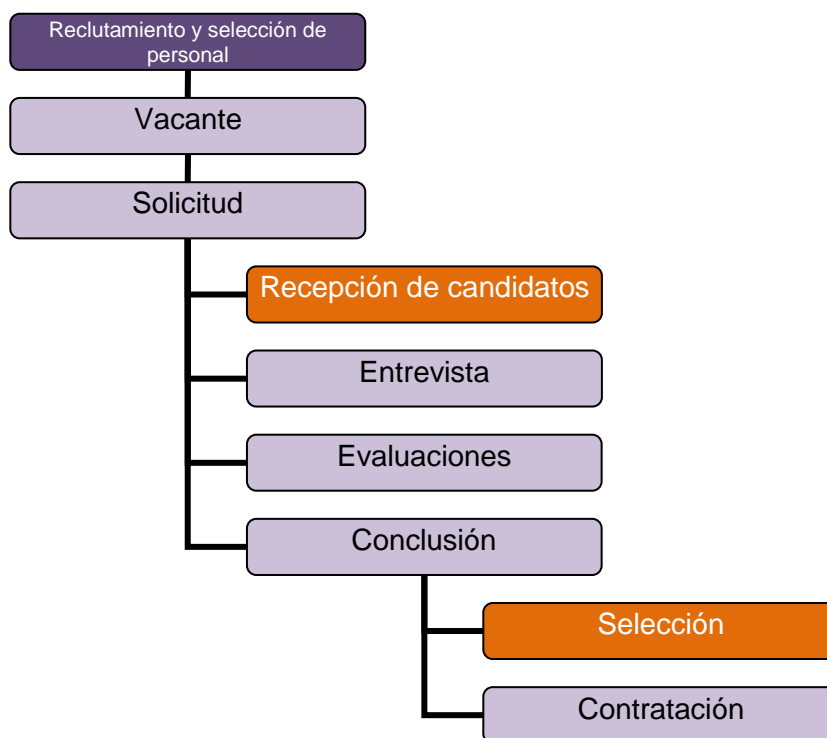 Reclutamiento y selección de
personal
Vacante
Solicitud
Recepción de candidatos
Entrevista
Evaluaciones
Conclusión
Selección
Contratación